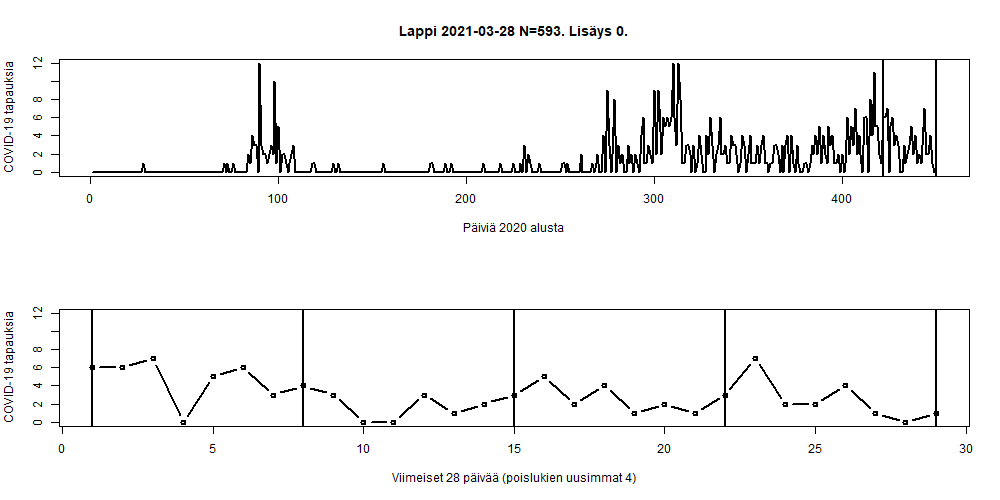 Lappi 2021-03-28 N=593. Lisäys 0.
COVID-19 tapauksia
12
8
6
4
2
0
0 100 200 300 400
Päiviä 2020 alusta
COVID-19 tapauksia
12
8
6
4
2
0
0 5 10 15 20 25 30
Viimeiset 28 päivää (poislukien uusimmat 4)